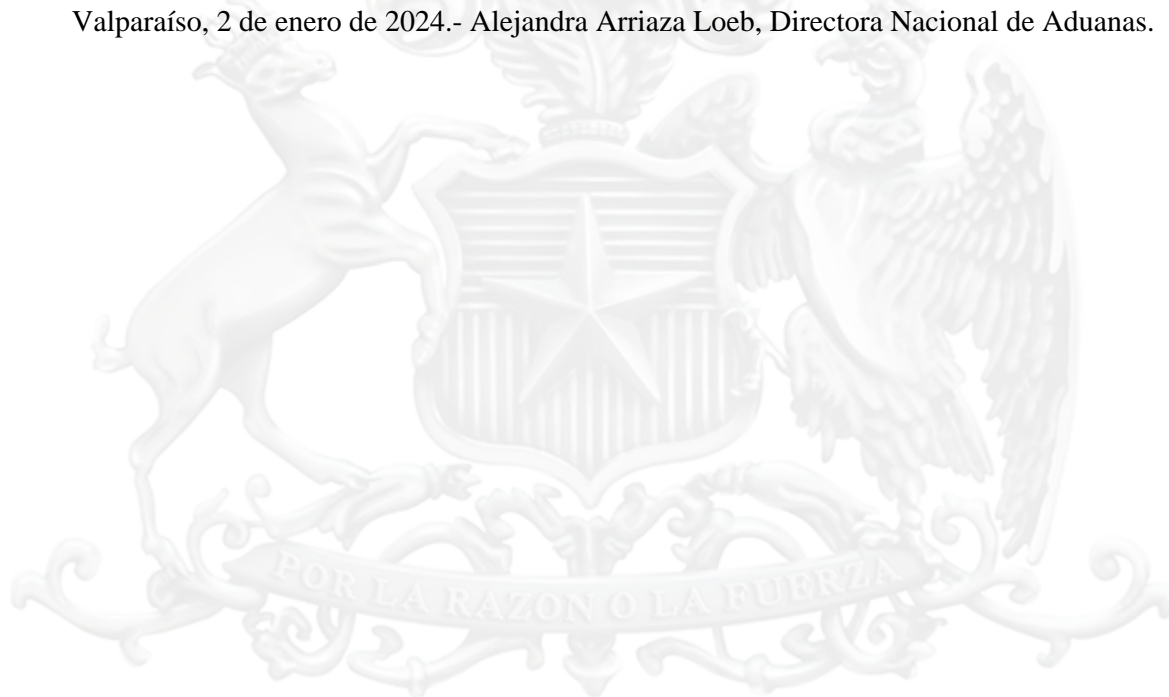 Valparaíso, 2 de enero de 2024.- Alejandra Arriaza Loeb, Directora Nacional de Aduanas.
POR LA RAZON O LA FUERZA